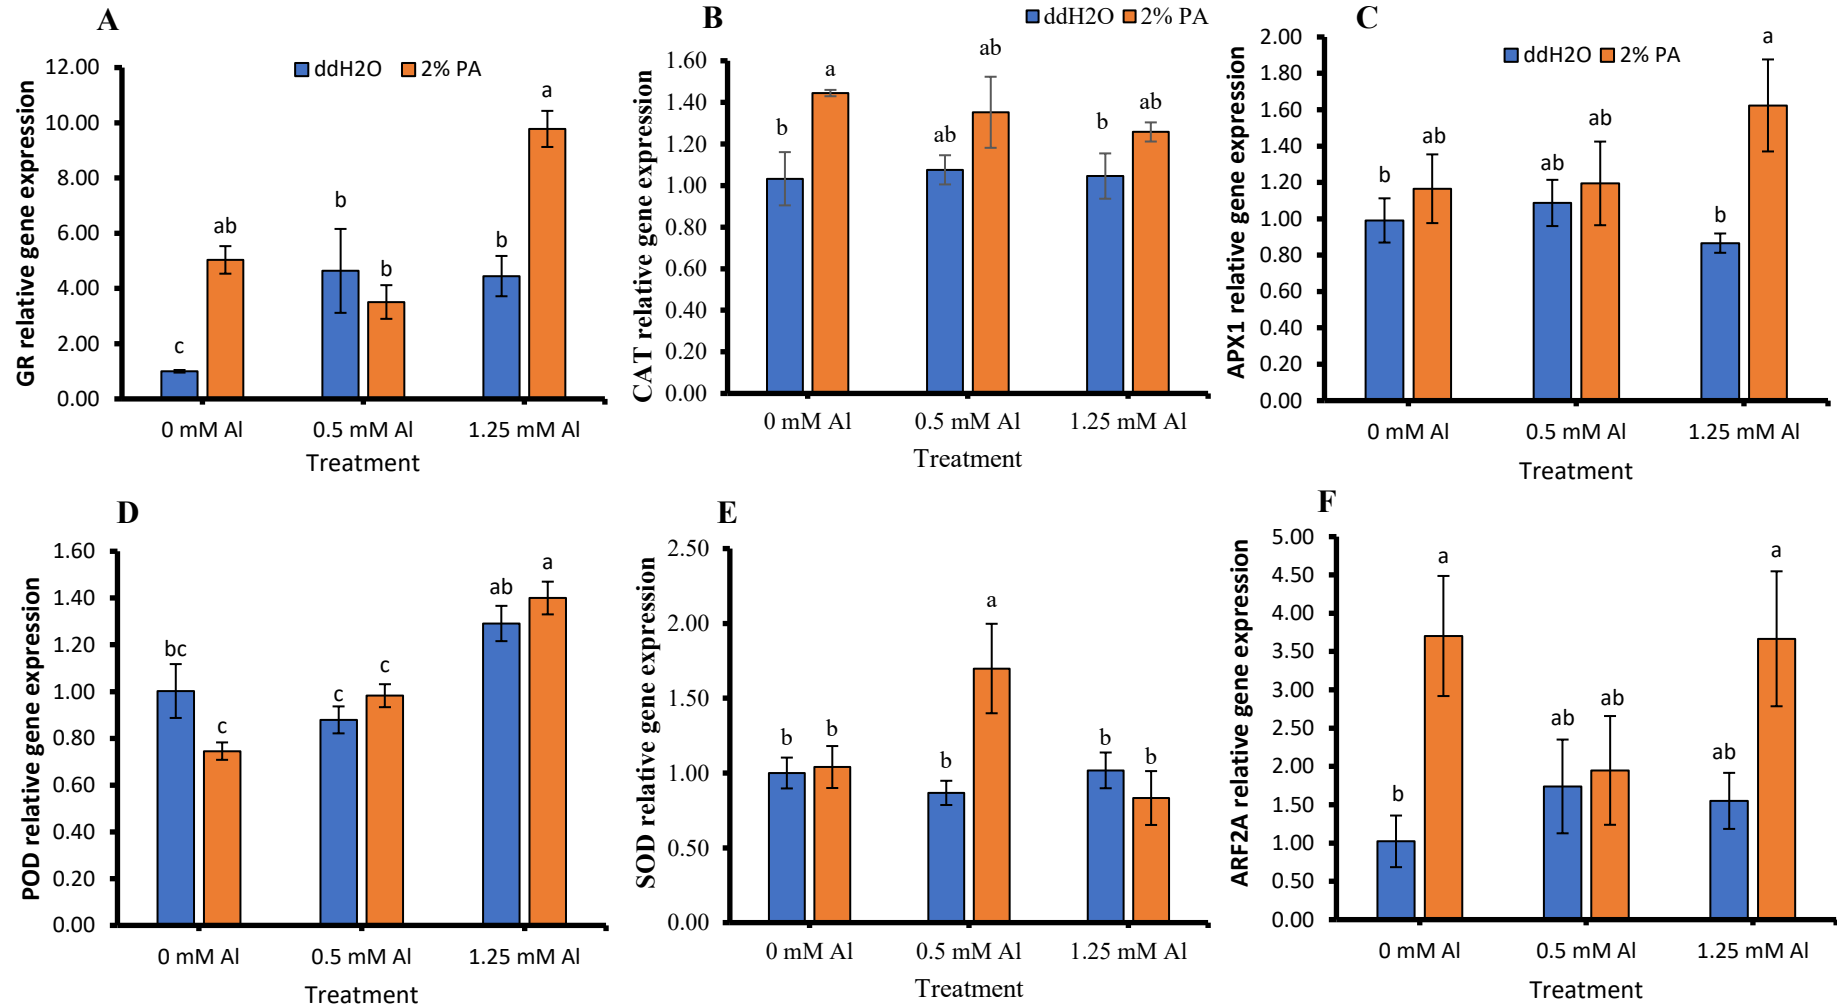 A
ddH2O 2% PA
GR relative gene expression
12.00
10.00
8.00
6.00
4.00
2.00
0.00
c
ab
b
b
b
a
0 mM Al 0.5 mM Al 1.25 mM Al
Treatment
B
ddH2O 2% PA
CAT relative gene expression
1.60
1.40
1.20
1.00
0.80
0.60
0.40
0.20
0.00
b
a
ab
ab
b
ab
0 mM Al 0.5 mM Al 1.25 mM Al
Treatment
C
ddH2O 2% PA
APX1 relative gene expression
2.00
1.80
1.60
1.40
1.20
1.00
0.80
0.60
0.40
0.20
0.00
b
ab
ab
ab
b
a
0 mM Al 0.5 mM Al 1.25 mM Al
Treatment
D
POD relative gene expression
1.60
1.40
1.20
1.00
0.80
0.60
0.40
0.20
0.00
bc
c
c
c
ab
a
0 mM Al 0.5 mM Al 1.25 mM Al
Treatment
E
SOD relative gene expression
2.50
2.00
1.50
1.00
0.50
0.00
b
b
b
a
b
b
0 mM Al 0.5 mM Al 1.25 mM Al
Treatment
F
ARF2A relative gene expression
5.00
4.50
4.00
3.50
3.00
2.50
2.00
1.50
1.00
0.50
0.00
b
a
ab
ab
ab
a
0 mM Al 0.5 mM Al 1.25 mM Al
Treatment